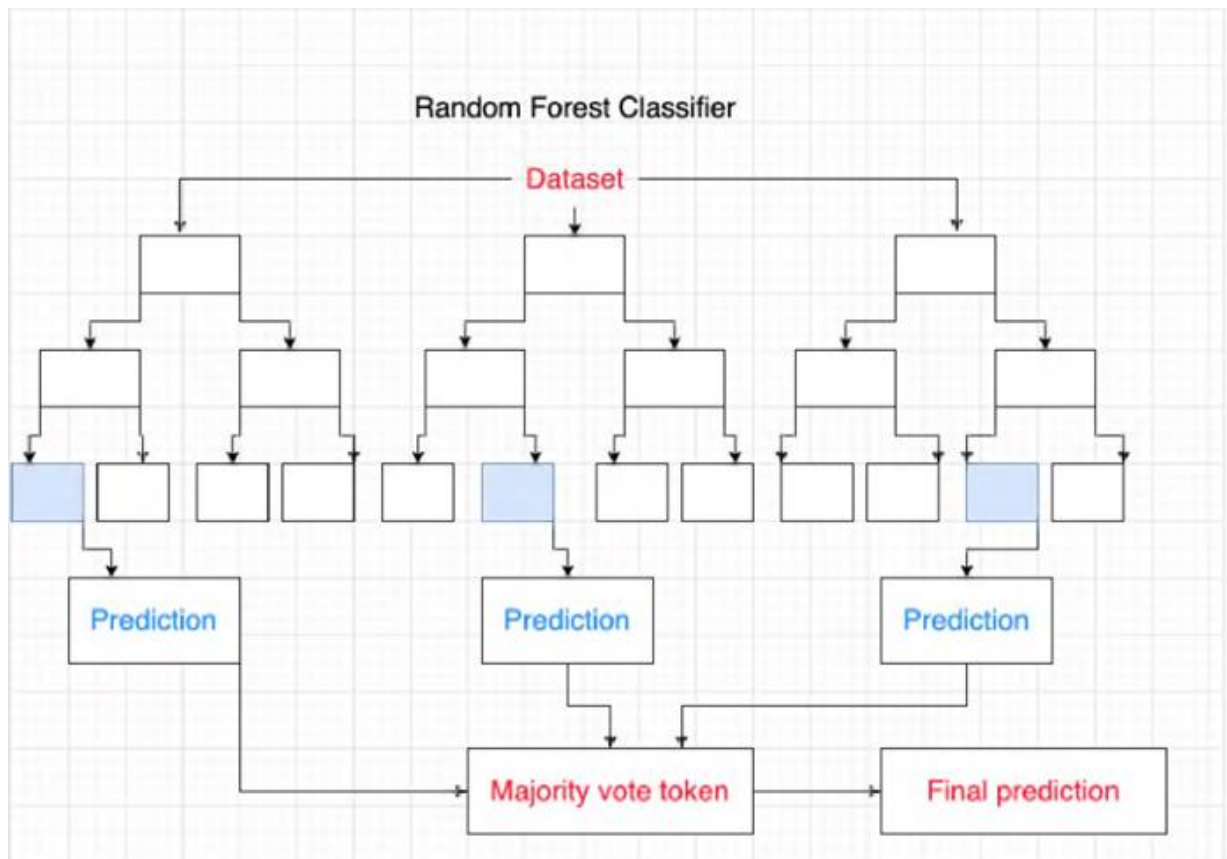 Random Forest Classifier
Dataset
Prediction
Prediction
Prediction
Majority vote token
Final prediction